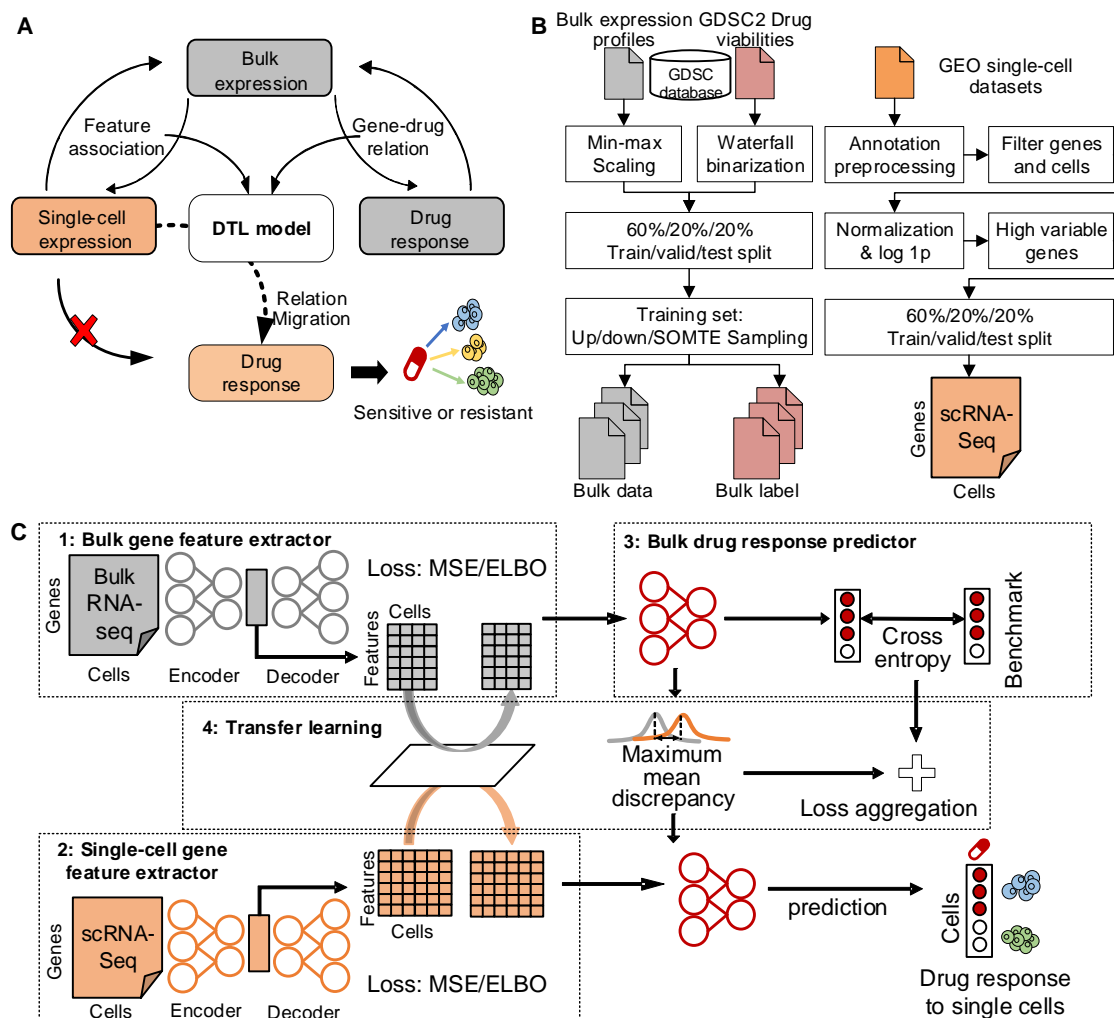 A
Bulk
expression
Feature
association
Gene-drug
relation
Single-cell
expression
DTL model
Drug
response
Relation
Migration
Drug
response
Sensitive or resistant
B
Bulk expression
profiles
GDSC2 Drug
viabilities
GDSC
database
GEO single-cell
datasets
Min-max
Scaling
Waterfall
binarization
Annotation
preprocessing
Filter genes
and cells
60%/20%/20%
Train/valid/test split
Normalization
& log 1p
High variable
genes
Training set:
Up/down/SOMTE Sampling
60%/20%/20%
Train/valid/test split
Bulk data
Bulk label
Genes
scRNA-
Seq
Cells
C
1: Bulk gene feature extractor
Genes
Bulk
RNA-
seq
Cells
Encoder
Decoder
Loss: MSE/ELBO
Cells
Features
3: Bulk drug response predictor
Cross
entropy
Benchmark
4: Transfer learning
Maximum
mean
discrepancy
Loss aggregation
2: Single-cell gene
feature extractor
Genes
scRNA-
Seq
Cells
Encoder
Decoder
Features
Cells
Loss: MSE/ELBO
prediction
Cells
Drug response
to single cells